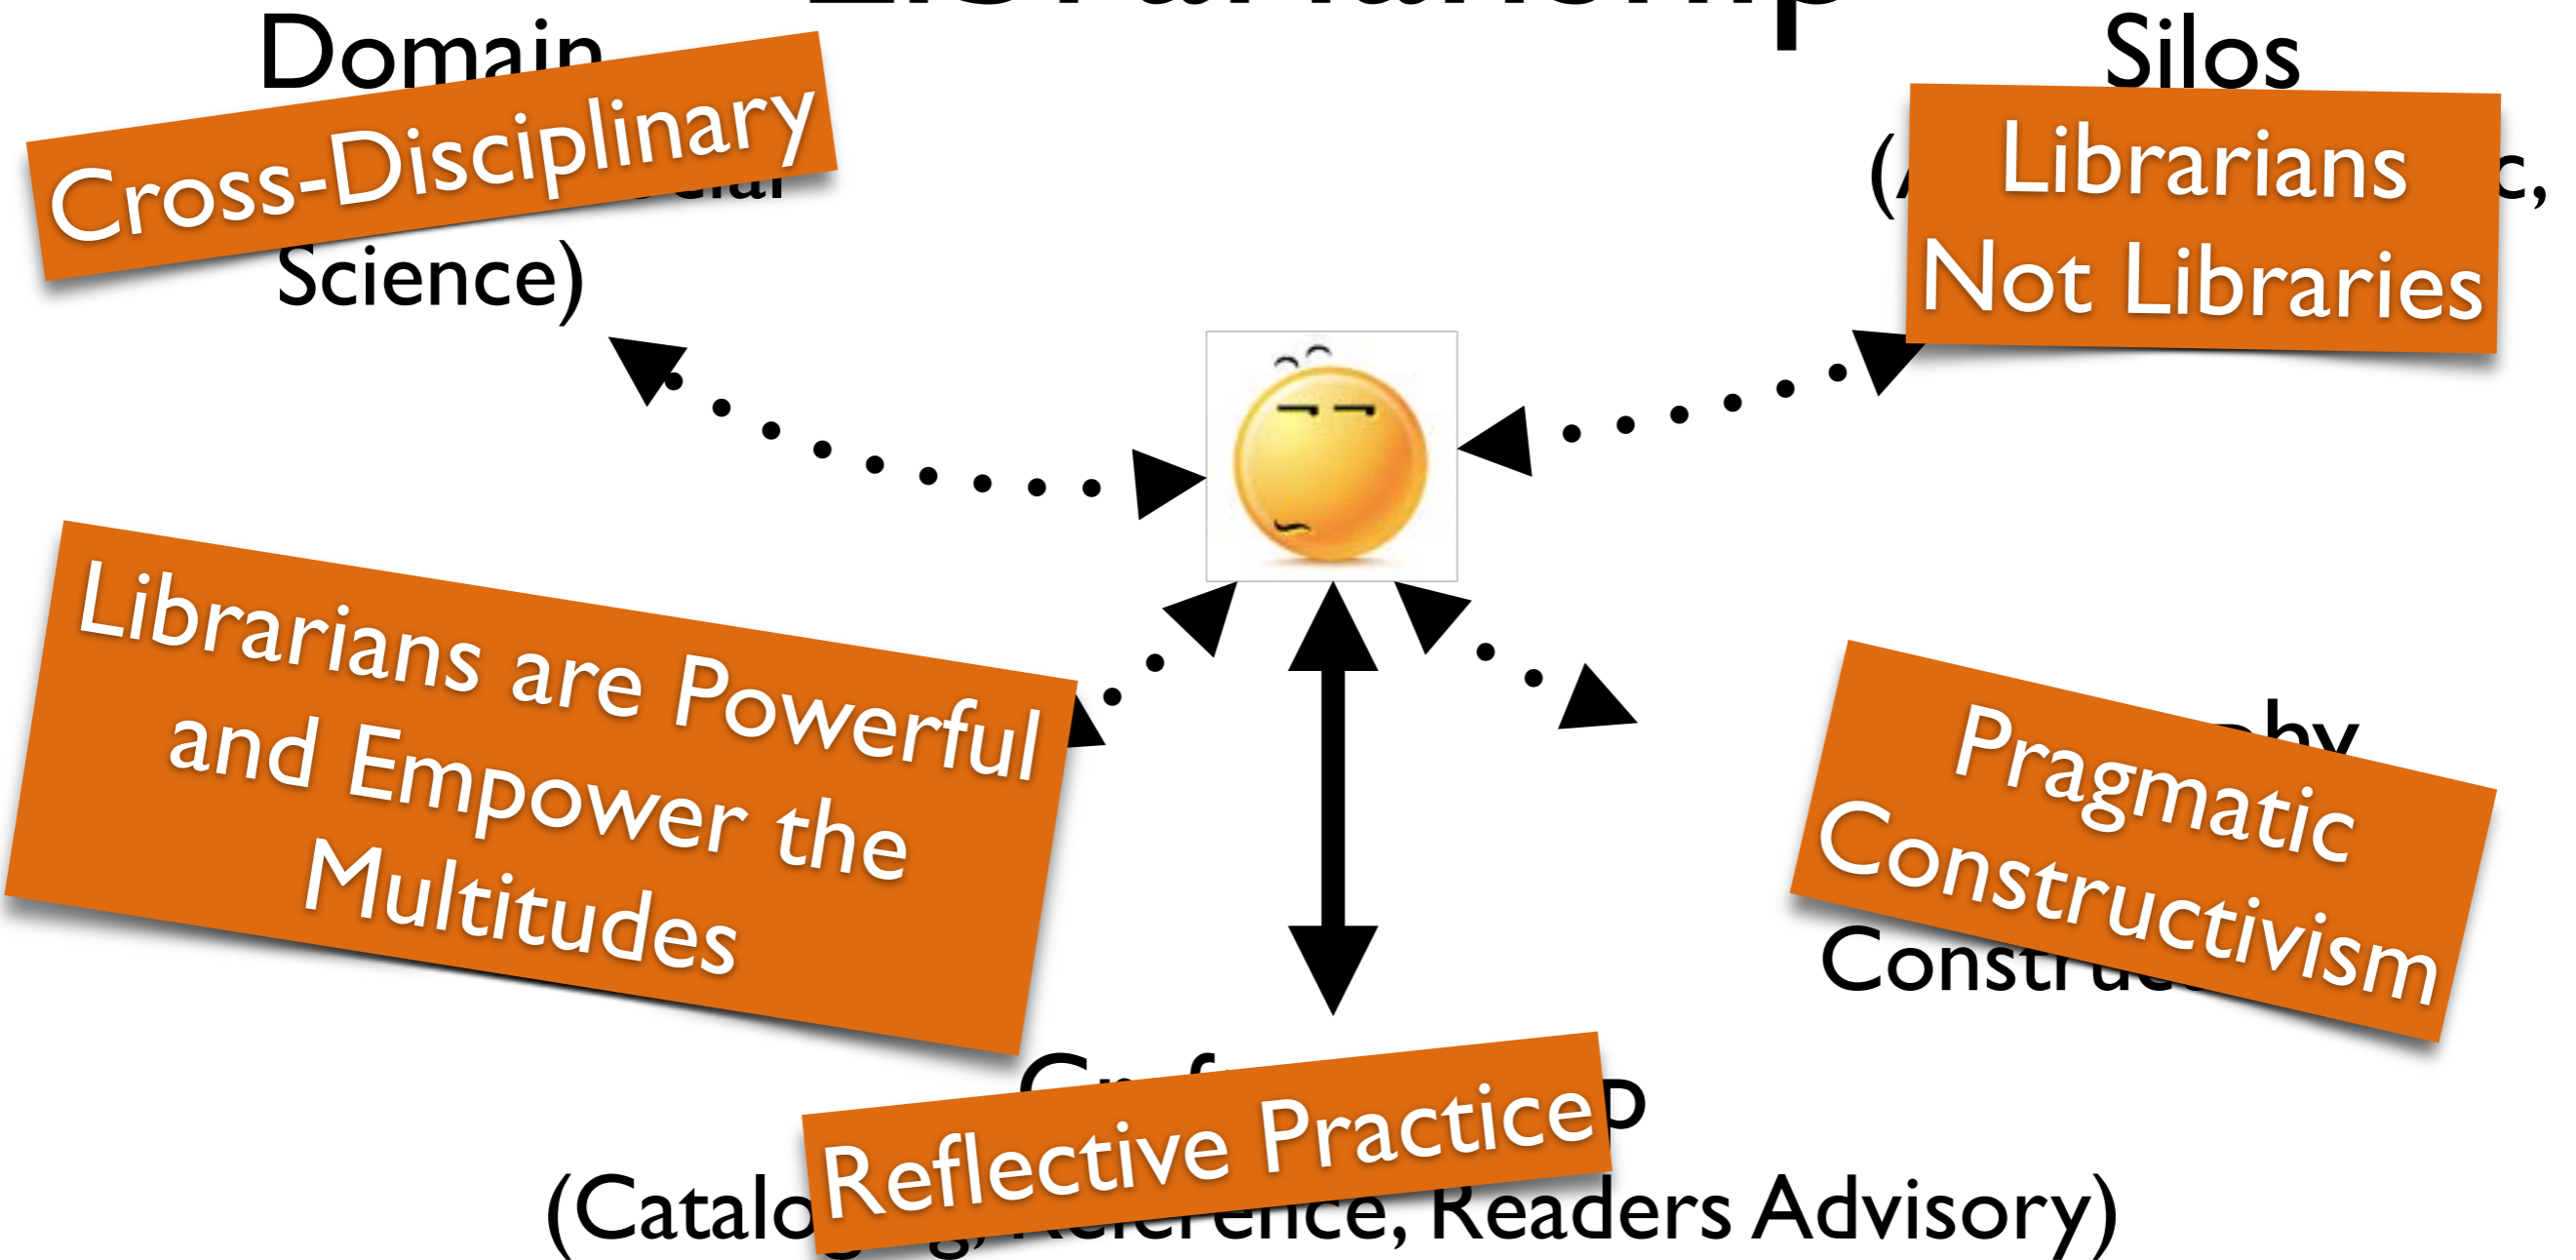 Librarianship
Domain
Cross-Disciplinary
Science)
Silos
Librarians
Not Libraries
Librarians are Powerful
and Empower the
Multitudes
Pragmatic
Constructivism
Reflective Practice
Readers Advisory)